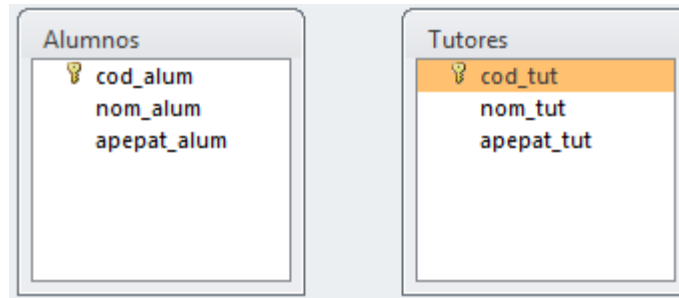 Alumnos
cod_alum
nom_alum
apepat_alum
Tutores
cod_tut
nom_tut
apepat_tut